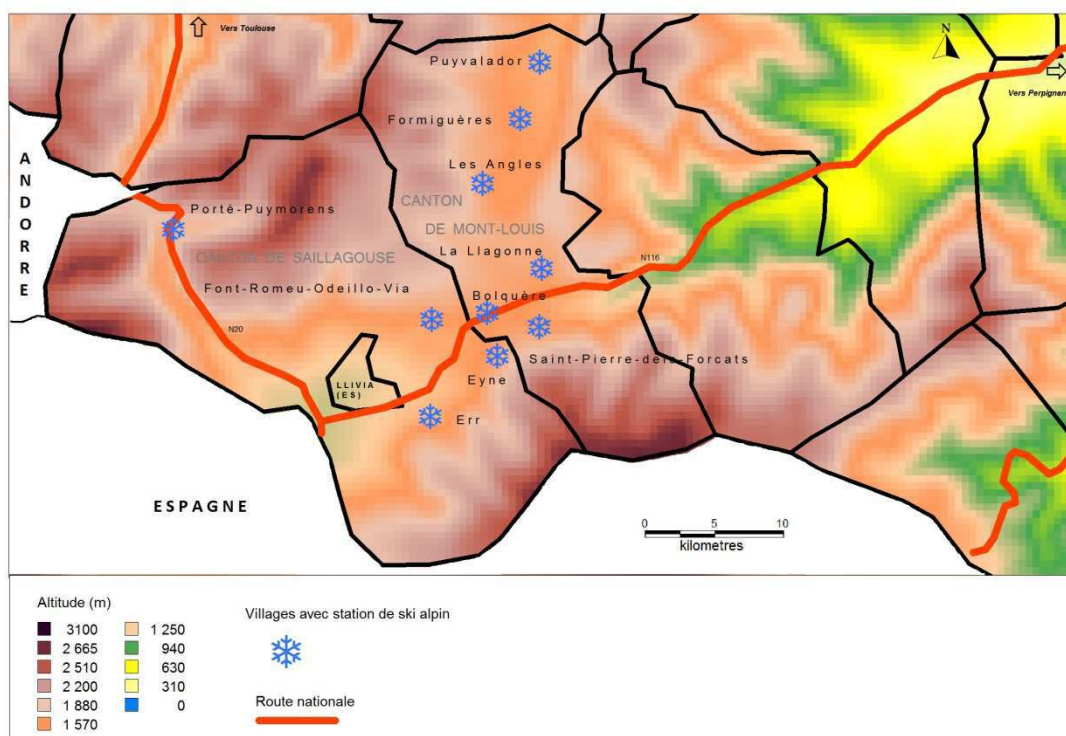 Vers Toulouse
N
Puyvalador
Vers Perpignan
Formiguères
ANDORRE
Les Angles
CANTON
DE MONT-LOUIS
Porté-Puymorens
La Llagonne
CANTON DE SAILLAGOUSE
N116
Font-Romeu-Odeillo-Via
Bolquère
N20
Saint-Pierre-dels-Forcats
Eyne
LLIVIA
(ES)
Err
ESPAGNE
0 5 10
kilometres
Altitude (m)
3100
2 665
2 510
2 200
1 880
1 570
1 250
940
630
310
0
Villages avec station de ski alpin
Route nationale